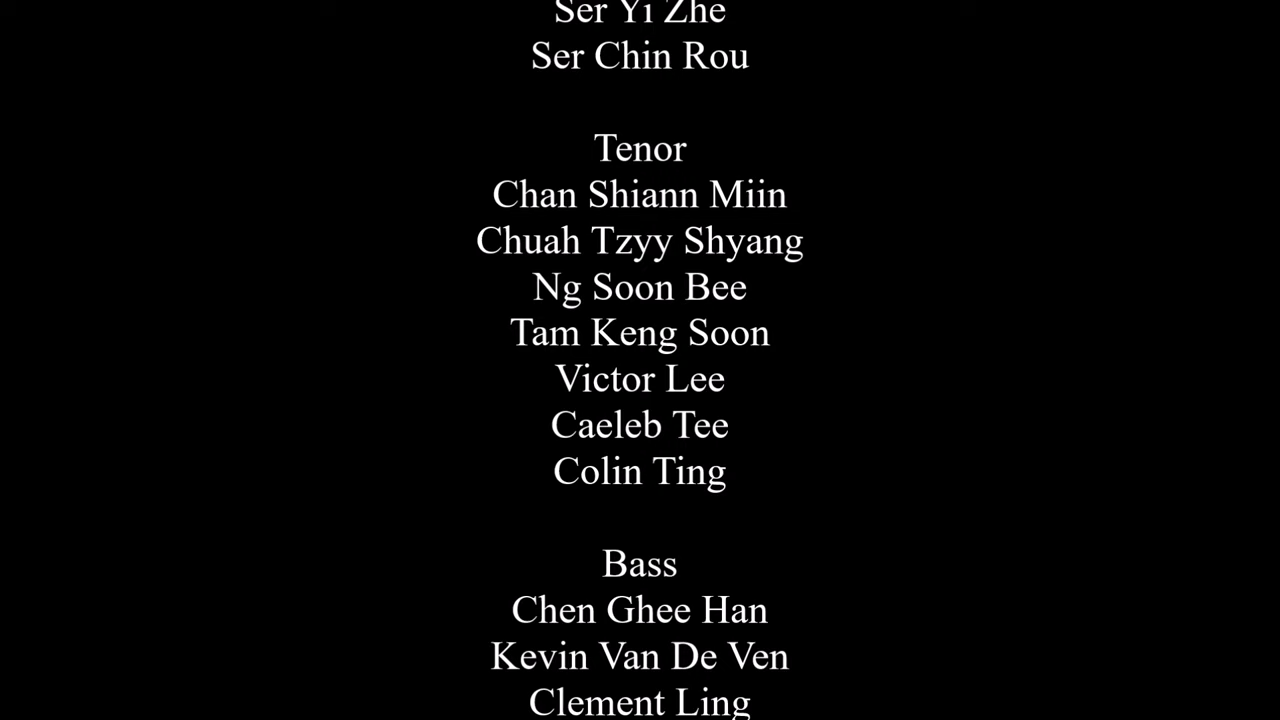 Ser Yi Zhe
Ser Chin Rou
Tenor
Chan Shiann Miin
Chuah Tzyy Shyang
Ng Soon Bee
Tam Keng Soon
Victor Lee
Caeleb Tee
Colin Ting
Bass
Chen Ghee Han
Kevin Van De Ven
Clement Ling